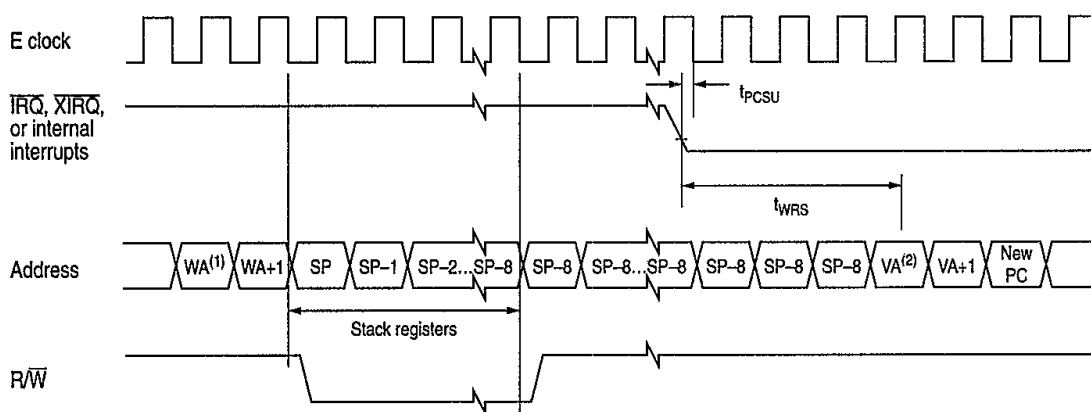 E clock
IRQ, XIRQ,
or internal
interrupts
tPCSU
tWRS
Address
WA(1) WA+1 SP SP–1 SP–2...SP–8 SP–8 SP–8...SP–8 SP–8 SP–8 SP–8 VA(2) VA+1 New PC
Stack registers
R/W